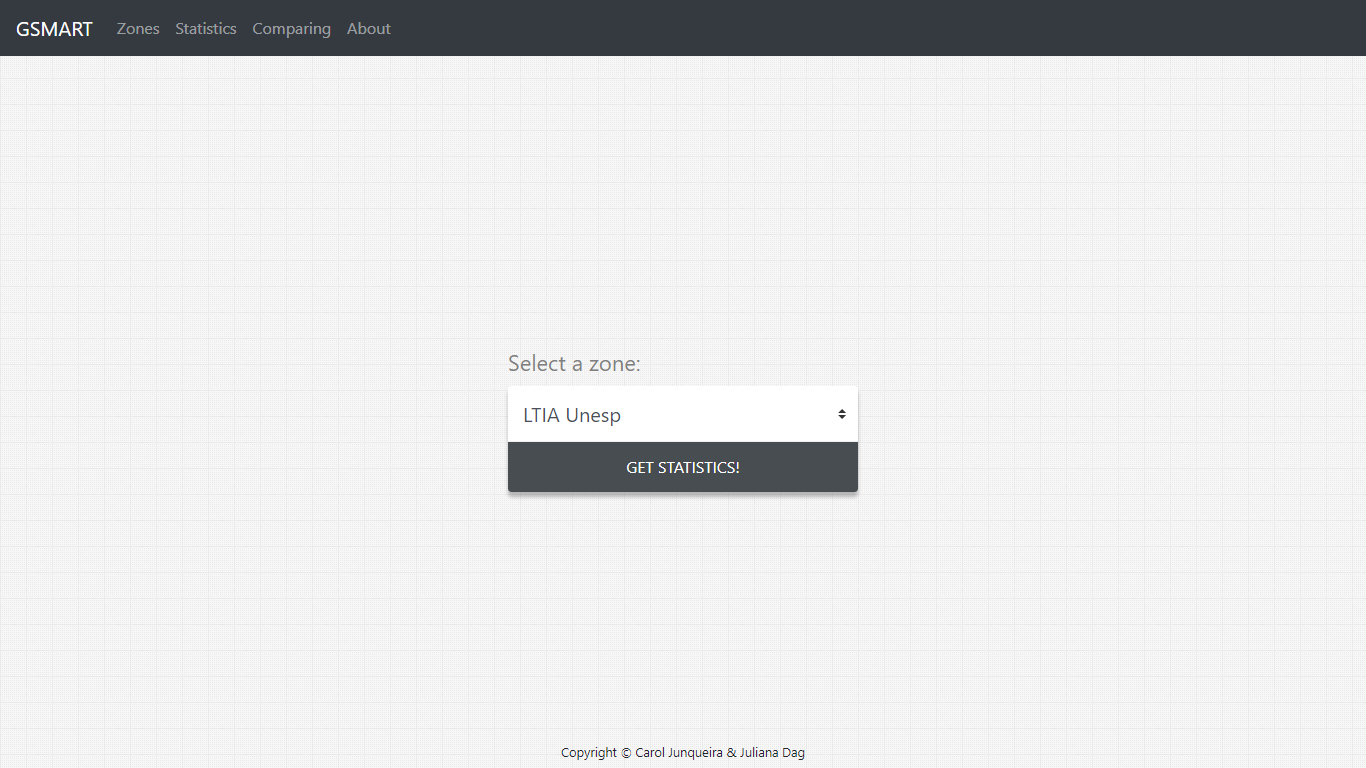 GSMART Zones Statistics Comparing About
Select a zone:
LTIA Unesp
GET STATISTICS!
Copyright © Carol Junqueira & Juliana Dag